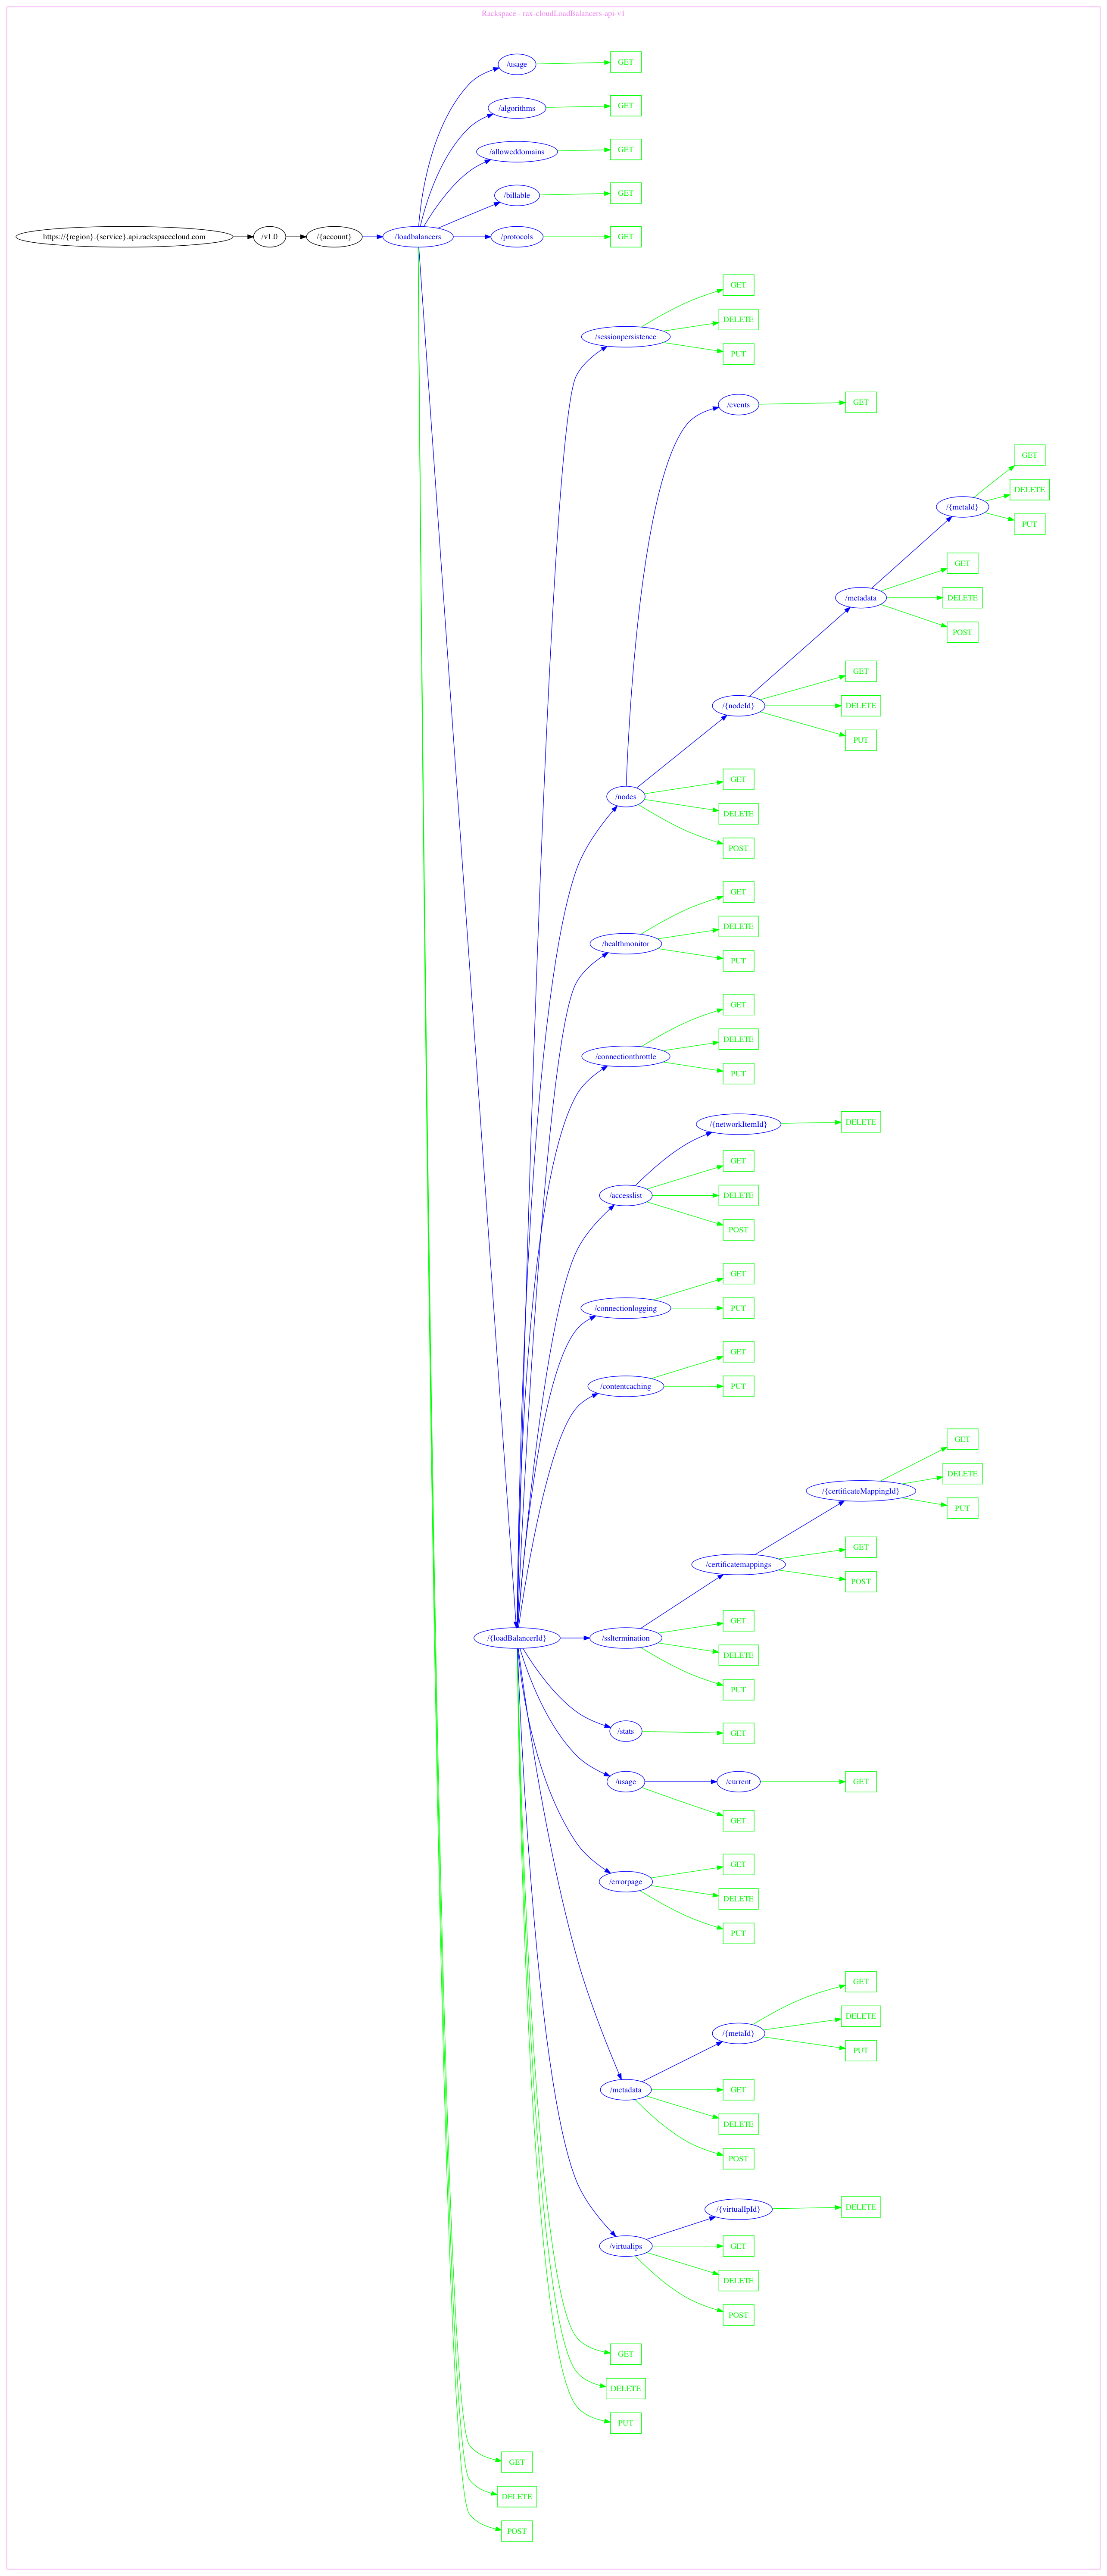 Rackspace - rax-cloudLoadBalancers-api-v1
/usage
GET
/algorithms
GET
/alloweddomains
GET
/billable
GET
https://{region}.{service}.api.rackspacecloud.com
/v1.0
/{account}
/loadbalancers
/protocols
GET
/sessionpersistence
GET
DELETE
PUT
/events
GET
/{metaId}
GET
DELETE
PUT
/metadata
GET
DELETE
POST
/{nodeId}
GET
DELETE
PUT
/nodes
GET
DELETE
POST
/healthmonitor
GET
DELETE
PUT
/connectionthrottle
GET
DELETE
PUT
/{networkItemId}
DELETE
/accesslist
GET
DELETE
POST
/connectionlogging
GET
PUT
/contentcaching
GET
PUT
/{certificateMappingId}
GET
DELETE
PUT
/certificatemappings
GET
POST
/{loadBalancerId}
/ssltermination
GET
DELETE
PUT
/stats
GET
/usage
/current
GET
GET
/errorpage
GET
DELETE
PUT
/{metaId}
GET
DELETE
PUT
/metadata
GET
DELETE
POST
/{virtualIpId}
DELETE
/virtualips
GET
DELETE
POST
GET
DELETE
PUT
GET
DELETE
POST